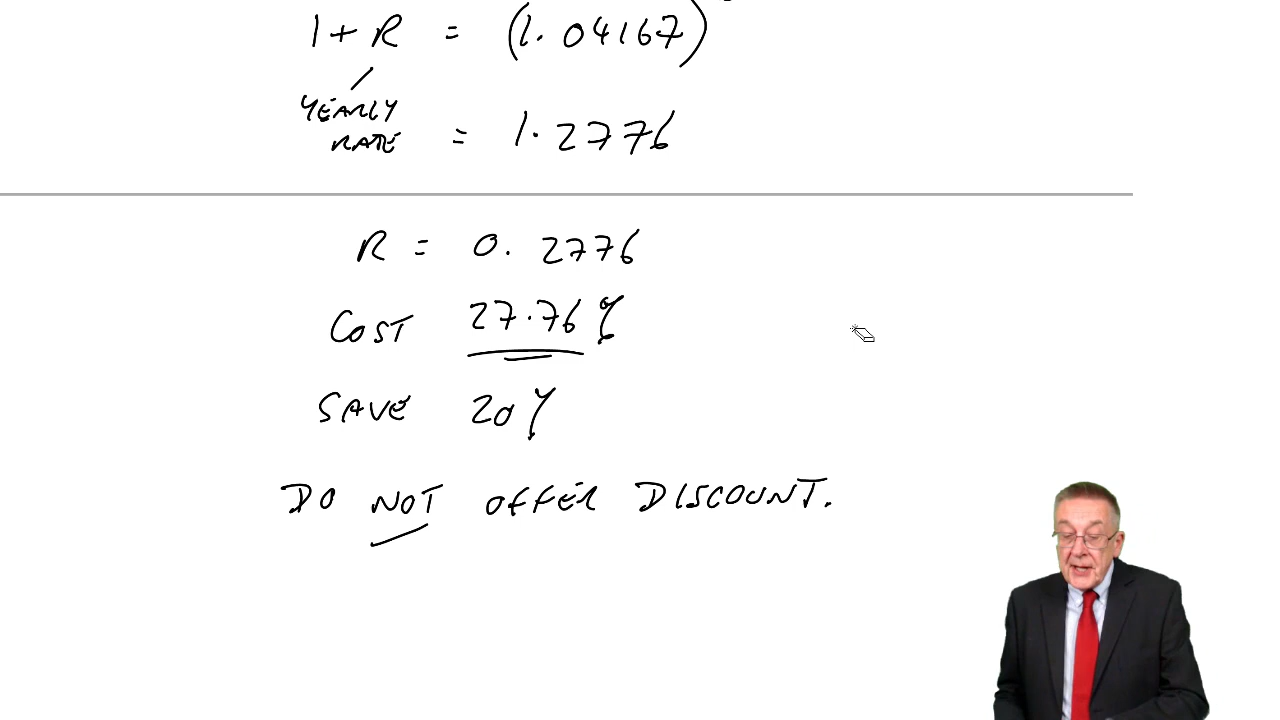 1 + R = (1.04167)
YEARLY
RATE = 1.2776
R = 0.2776
COST 27.76%
SAVE 20%
DO NOT OFFER DISCOUNT.